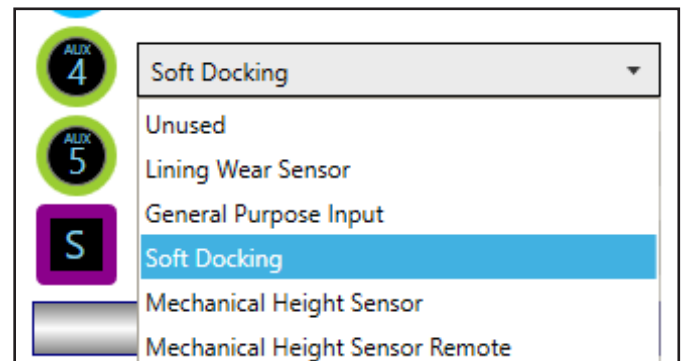 AUX
4
Soft Docking
Unused
AUX
5
Lining Wear Sensor
General Purpose Input
S
Soft Docking
Mechanical Height Sensor
Mechanical Height Sensor Remote